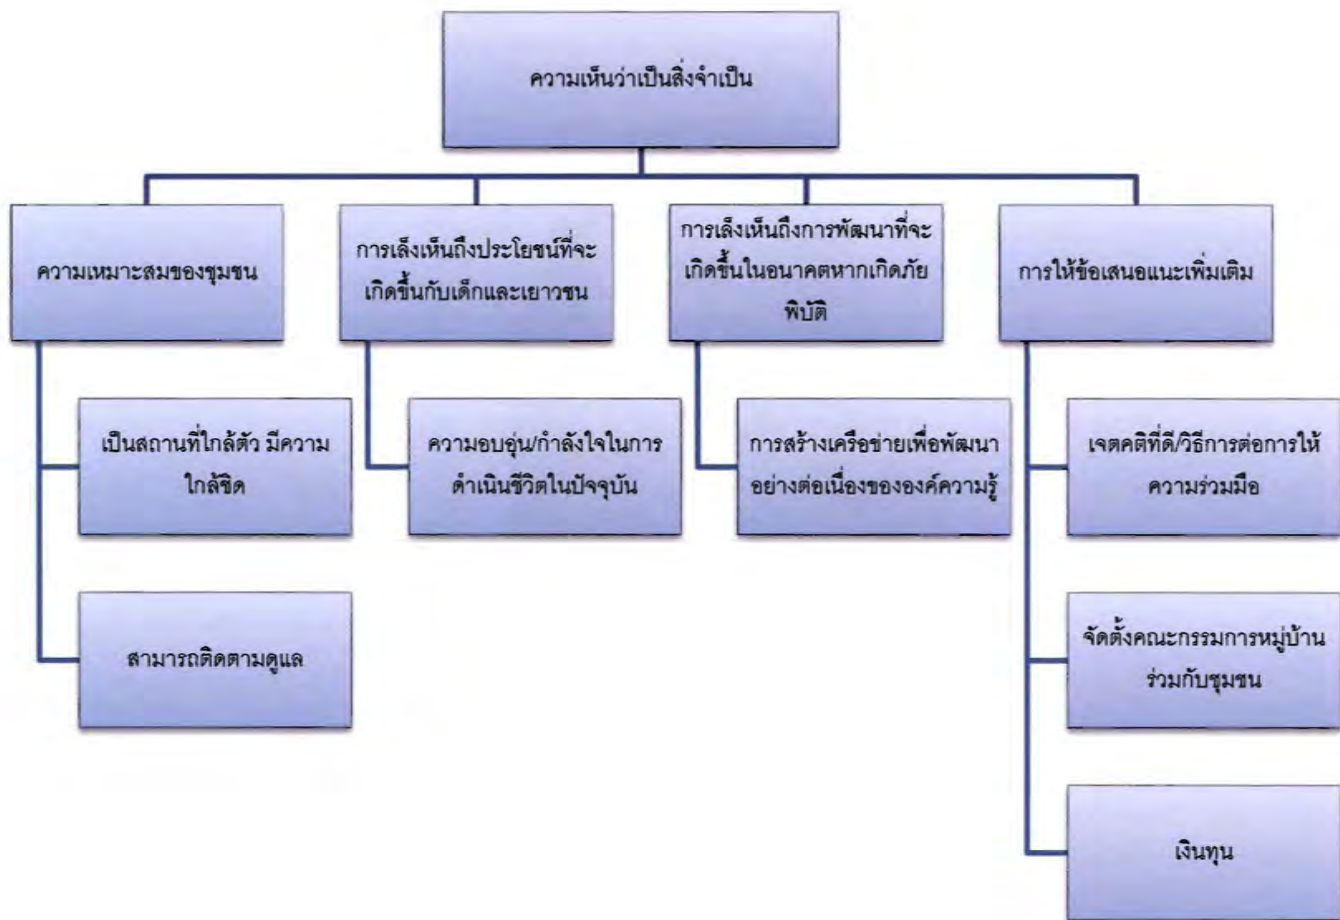 ความเห็นว่าเป็นสิ่งจำเป็น
ความเหมาะสมของชุมชน
การเล็งเห็นถึงประโยชน์ที่จะ
เกิดขึ้นกับเด็กและเยาวชน
การเล็งเห็นถึงการพัฒนาที่จะ
เกิดขึ้นในอนาคตหากเกิดภัย
พิบัติ
การให้ข้อเสนอแนะเพิ่มเติม
เป็นสถานที่ใกล้ตัว มีความ
ใกล้ชิด
ความอบอุ่น/กำลังใจในการ
ดำเนินชีวิตในปัจจุบัน
การสร้างเครือข่ายเพื่อพัฒนา
อย่างต่อเนื่องขององค์ความรู้
เจตคติที่ดี/วิธีการต่อการให้
ความร่วมมือ
สามารถติดตามดูแล
จัดตั้งคณะกรรมการหมู่บ้าน
ร่วมกับชุมชน
เงินทุน